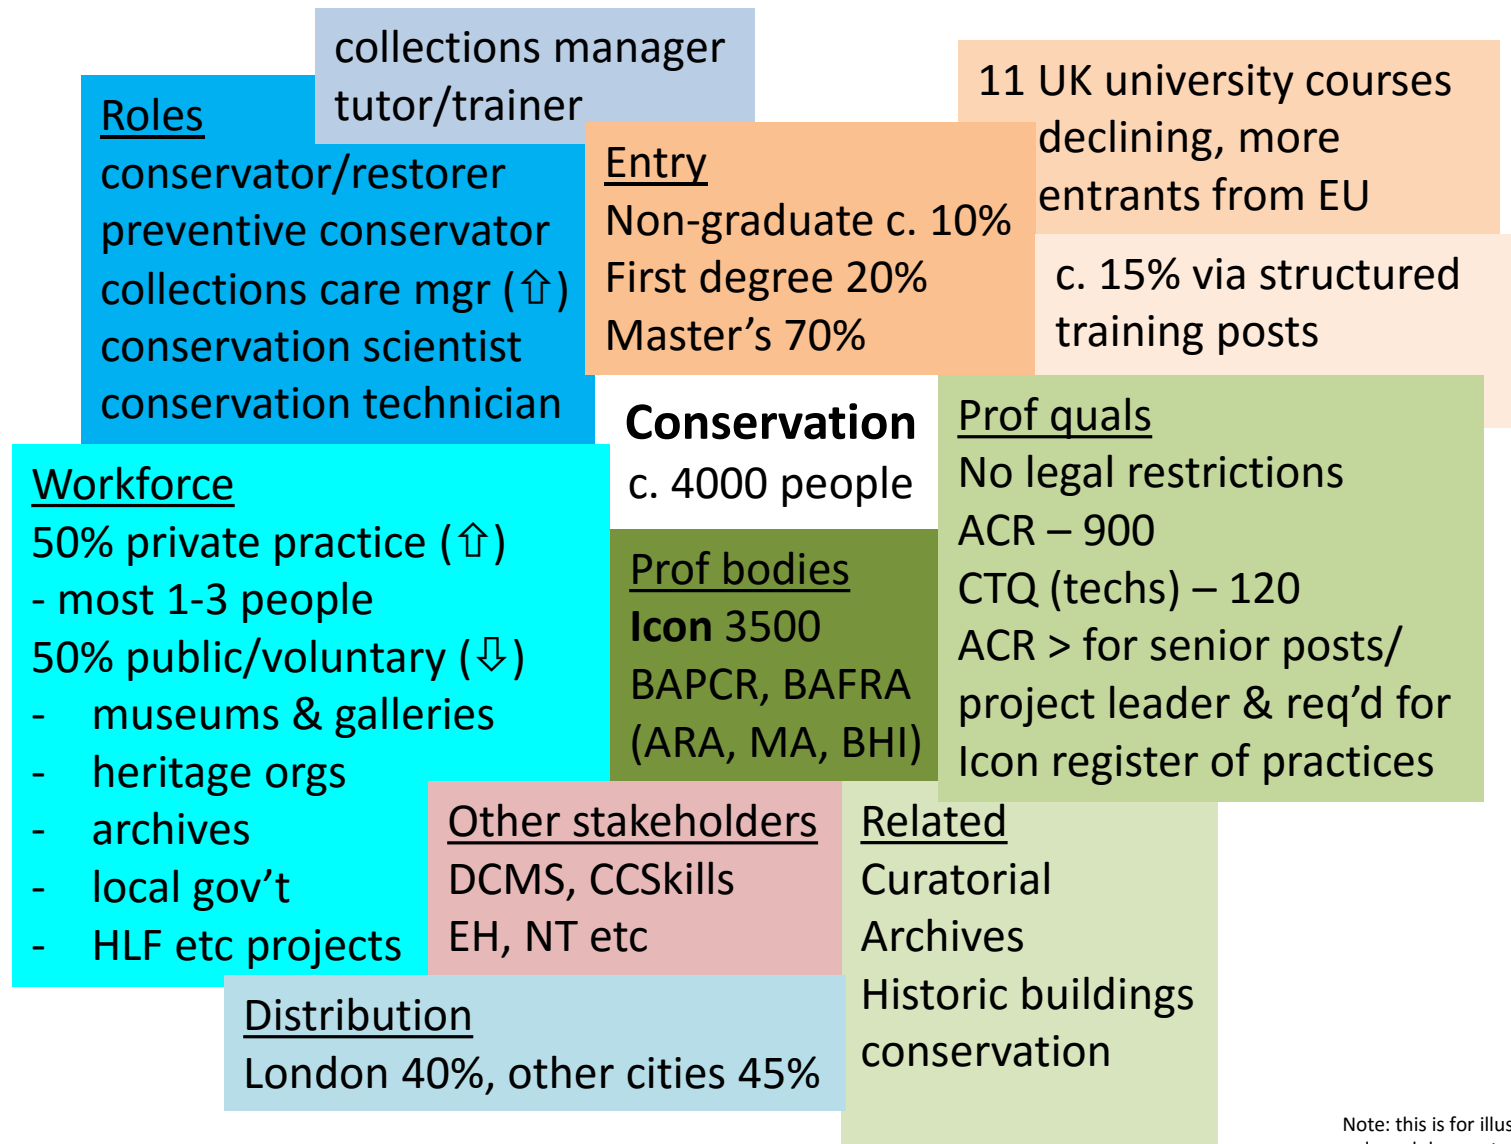 collections manager
tutor/trainer
Roles
conservator/restorer
preventive conservator
collections care mgr (⇧)
conservation scientist
conservation technician
Entry
Non-graduate c. 10%
First degree 20%
Master’s 70%
11 UK university courses
declining, more
entrants from EU
c. 15% via structured
training posts
Conservation
c. 4000 people
Prof quals
No legal restrictions
ACR – 900
CTQ (techs) – 120
ACR > for senior posts/
project leader & req’d for
Icon register of practices
Workforce
50% private practice (⇧)
- most 1-3 people
50% public/voluntary (⇩)
- museums & galleries
- heritage orgs
- archives
- local gov’t
- HLF etc projects
Prof bodies
Icon 3500
BAPCR, BAFRA
(ARA, MA, BHI)
Other stakeholders
DCMS, CCSkills
EH, NT etc
Related
Curatorial
Archives
Historic buildings
conservation
Distribution
London 40%, other cities 45%
Note: this is for